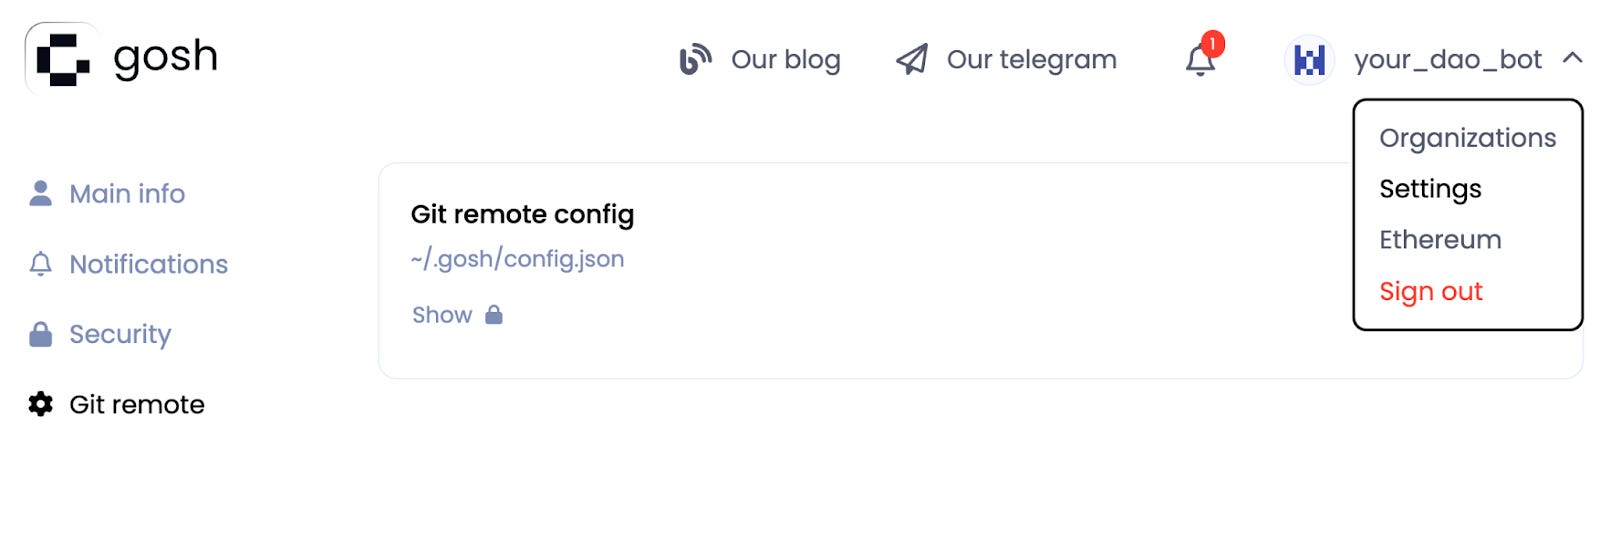 gosh
Our blog
Our telegram
1
your_dao_bot
Organizations
Settings
Ethereum
Sign out
Main info
Notifications
Security
Git remote
Git remote config
~/.gosh/config.json
Show